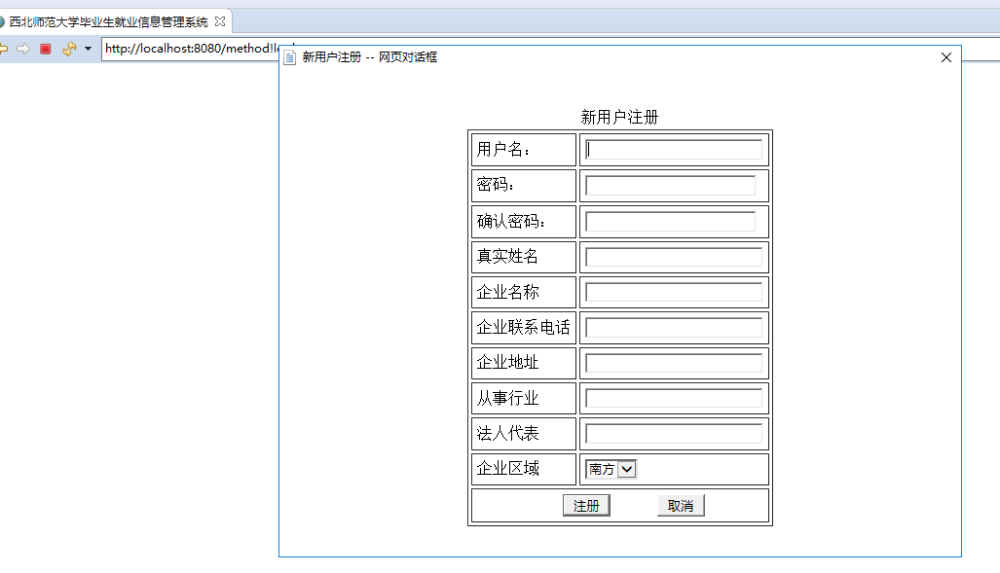 西北师范大学毕业生就业信息管理系统
http://localhost:8080/method!l
新用户注册 -- 网页对话框
新用户注册
用户名：
密码：
确认密码：
真实姓名
企业名称
企业联系电话
企业地址
从事行业
法人代表
企业区域 南方
注册 取消